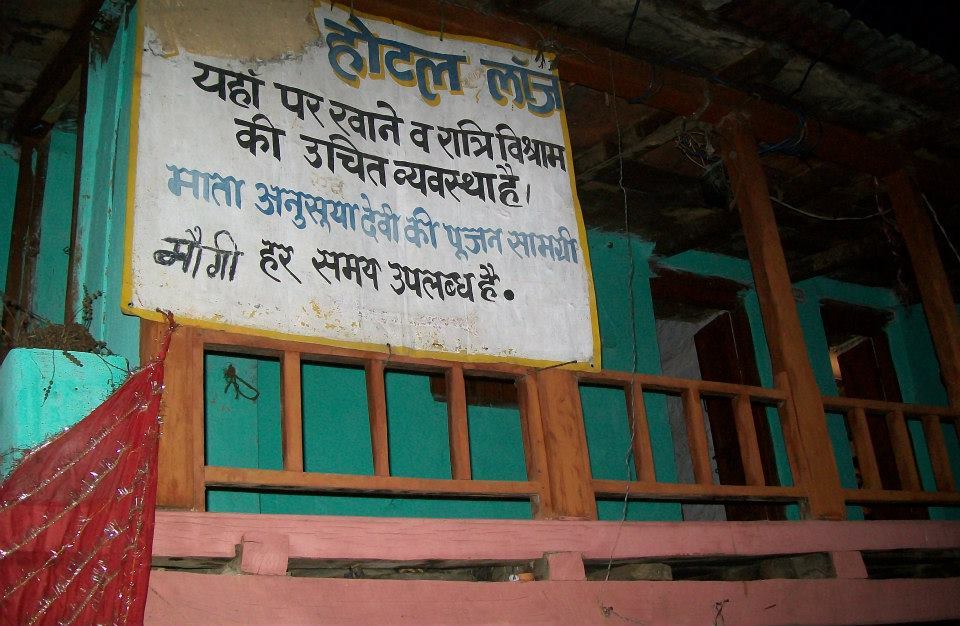 होटल लॉज
यहां पर खाने व रात्रि विश्राम
की उचित व्यवस्था है।
माता अनुसूया देवी की पूजन सामग्री
हर समय उपलब्ध है.